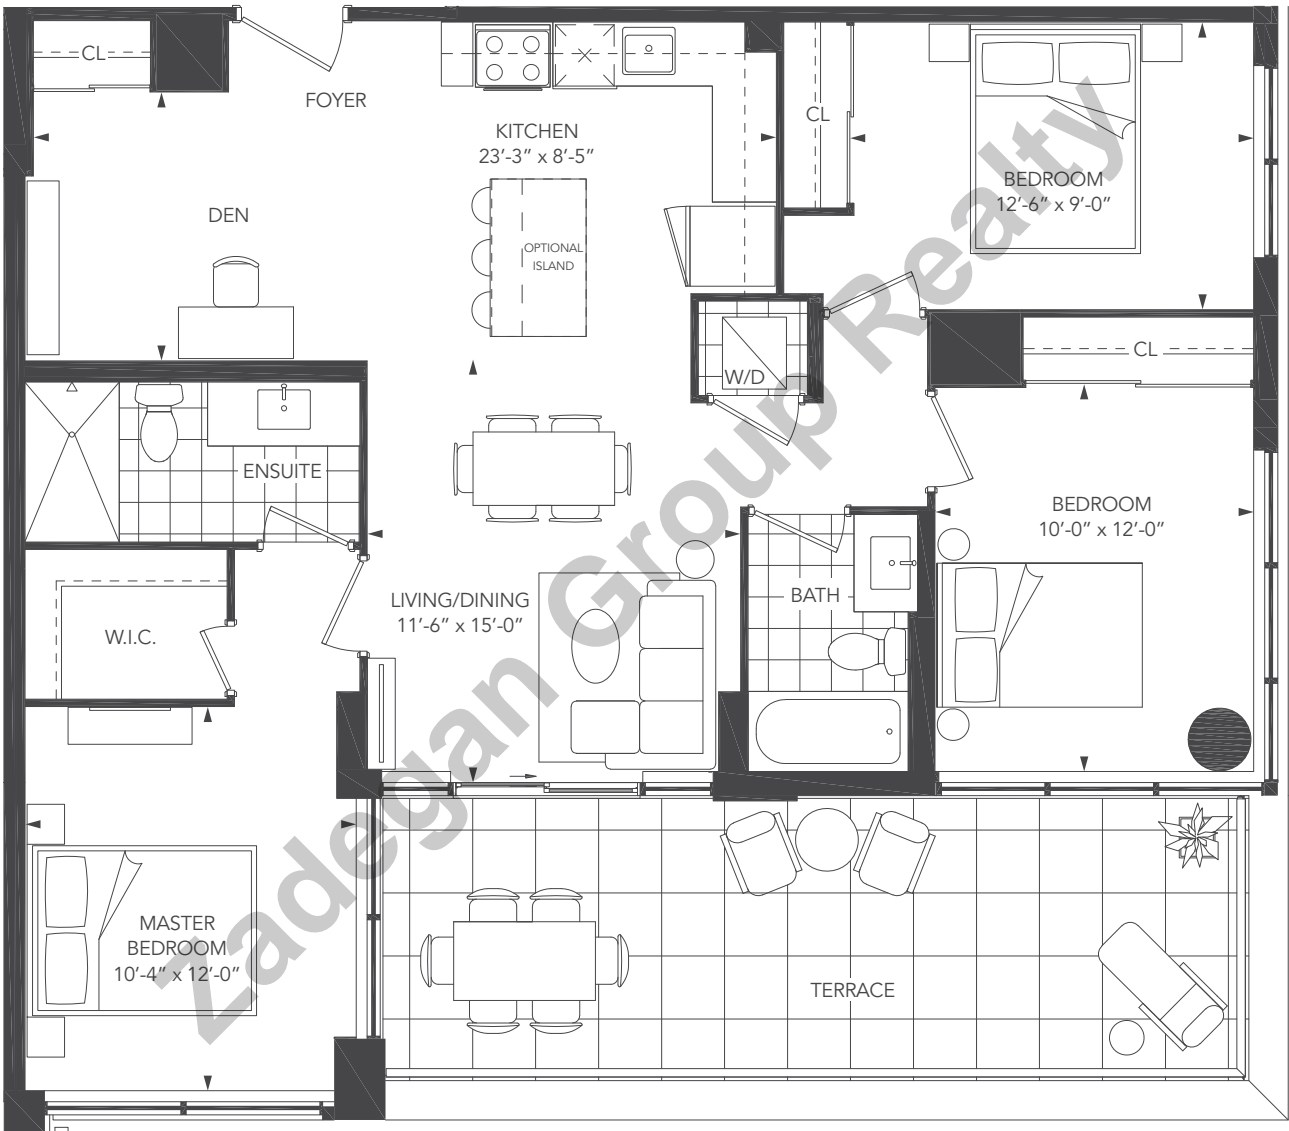 CL
FOYER
KITCHEN
23'-3" x 8'-5"
CL
BEDROOM
12'-6" x 9'-0"
DEN
OPTIONAL
ISLAND
W/D
CL
ENSUITE
BEDROOM
10'-0" x 12'-0"
LIVING/DINING
11'-6" x 15'-0"
BATH
W.I.C.
MASTER
BEDROOM
10'-4" x 12'-0"
TERRACE
Zadegan Group Realty